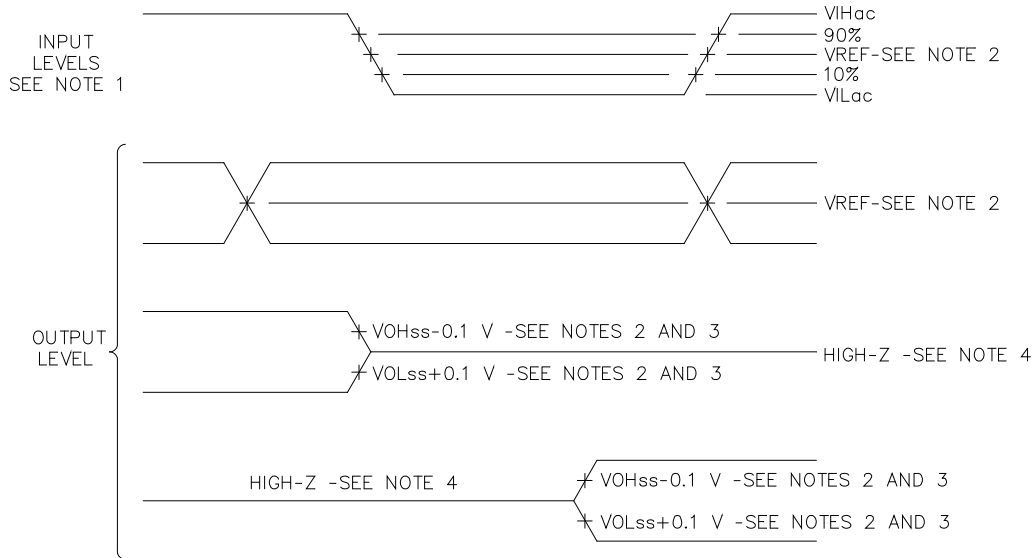 INPUT
LEVELS
SEE NOTE 1
VIHac
90%
VREF-SEE NOTE 2
10%
VILac
VREF-SEE NOTE 2
OUTPUT
LEVEL
VOHss-0.1 V -SEE NOTES 2 AND 3
HIGH-Z -SEE NOTE 4
VOLss+0.1 V -SEE NOTES 2 AND 3
HIGH-Z -SEE NOTE 4
VOHss-0.1 V -SEE NOTES 2 AND 3
VOLss+0.1 V -SEE NOTES 2 AND 3